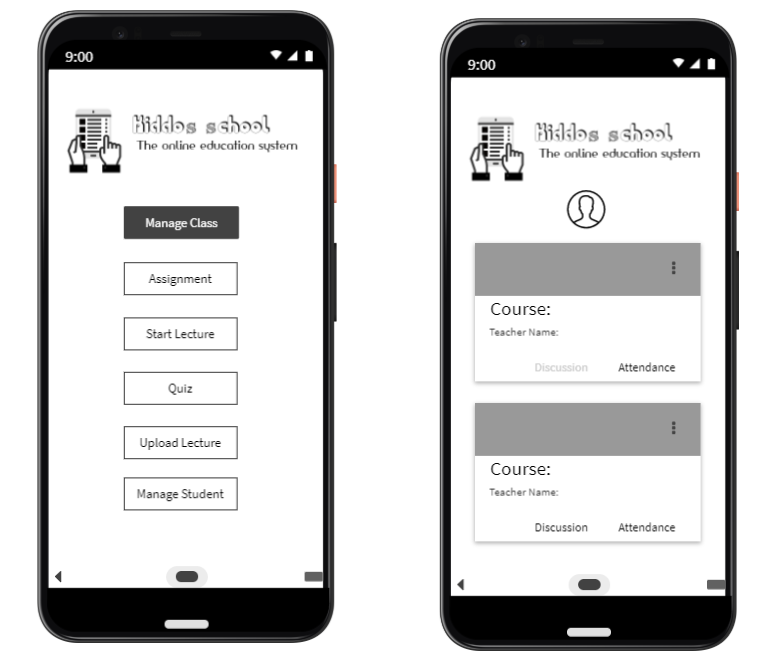 9:00
Kiddos school
The online education system
Manage Class
Assignment
Start Lecture
Quiz
Upload Lecture
Manage Student
9:00
Kiddos school
The online education system
Course:
Teacher Name:
Discussion Attendance
Course:
Teacher Name:
Discussion Attendance